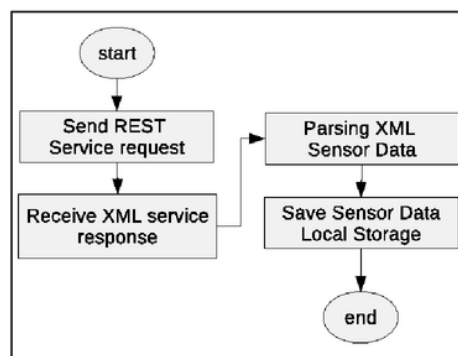 start
Send REST
Service request
Receive XML service
response
Parsing XML
Sensor Data
Save Sensor Data
Local Storage
end